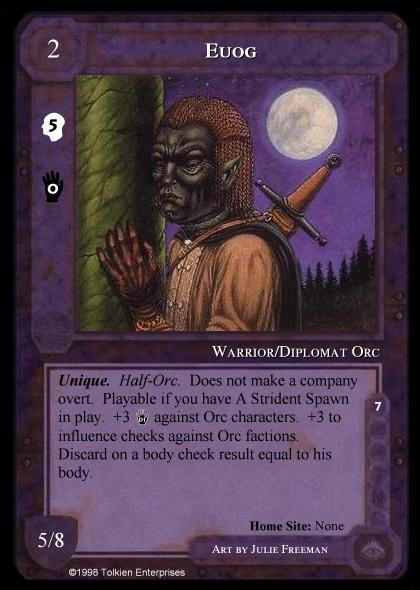 2
EUOG
5
0
WARRIOR/DIPLOMAT ORC
Unique. Half-Orc. Does not make a company
overt. Playable if you have A Strident Spawn
in play. +3 against Orc characters. +3 to
influence checks against Orc factions.
Discard on a body check result equal to his
body.
7
Home Site: None
5/8
ART BY JULIE FREEMAN
©1998 Tolkien Enterprises